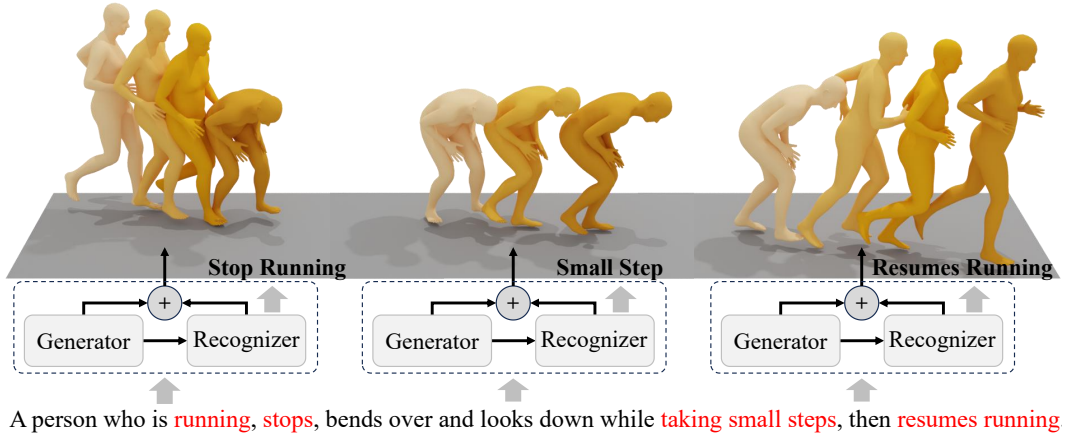 Stop Running
Small Step
Resumes Running
+
+
+
Generator
Recognizer
Generator
Recognizer
Generator
Recognizer
A person who is running, stops, bends over and looks down while taking small steps, then resumes running